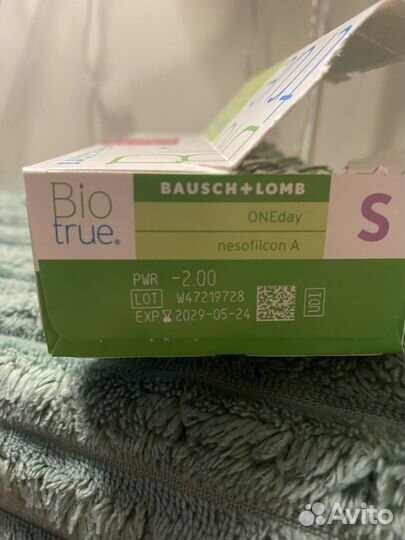 Bio
true®
BAUSCH+LOMB
ONEday
nesofilcon A
S
PWR -2.00
LOT W47219728
EXP 2029-05-24
UDI
Avito